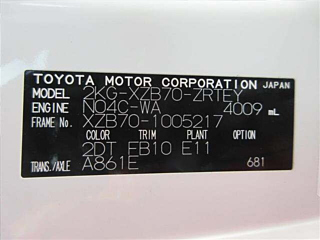 TOYOTA MOTOR CORPORATION JAPAN
MODEL 2KG-XZB70-ZRTEY
ENGINE N04C-WA 4009 mL
FRAME No. XZB70-1005217
COLOR TRIM PLANT OPTION
2DT FB10 E11
TRANS./AXLE A861E 681